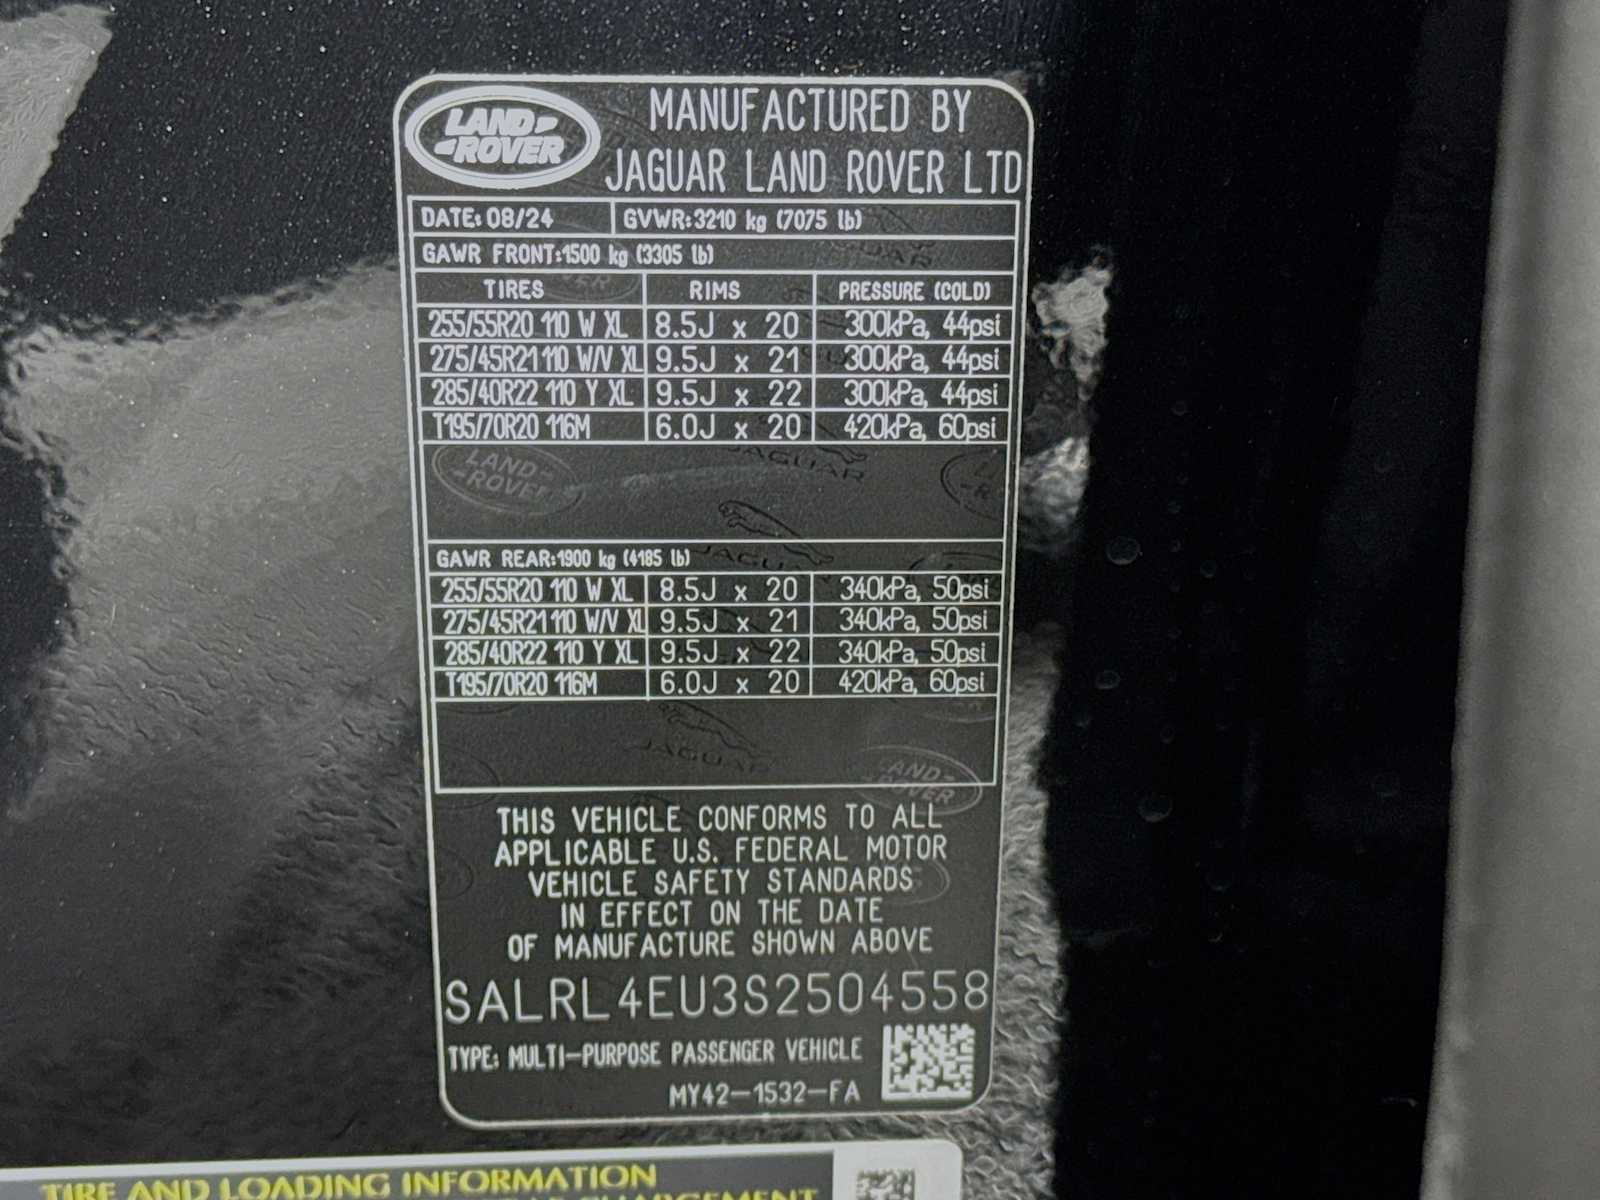 LAND ROVER
MANUFACTURED BY
JAGUAR LAND ROVER LTD
DATE: 08/24 GVWR:3210 kg (7075 lb)
GAWR FRONT:1500 kg (3305 lb)
TIRES RIMS PRESSURE (COLD)
255/55R20 110 W XL 8.5J x 20 300kPa, 44psi
275/45R21 110 W/V XL 9.5J x 21 300kPa, 44psi
285/40R22 110 Y XL 9.5J x 22 300kPa, 44psi
T195/70R20 116M 6.0J x 20 420kPa, 60psi
LAND ROVER
JAGUAR
JAGUAR
GAWR REAR:1900 kg (4185 lb)
255/55R20 110 W XL 8.5J x 20 340kPa, 50psi
275/45R21 110 W/V XL 9.5J x 21 340kPa, 50psi
285/40R22 110 Y XL 9.5J x 22 340kPa, 50psi
T195/70R20 116M 6.0J x 20 420kPa, 60psi
JAGUAR
LAND ROVER
THIS VEHICLE CONFORMS TO ALL
APPLICABLE U.S. FEDERAL MOTOR
VEHICLE SAFETY STANDARDS
IN EFFECT ON THE DATE
OF MANUFACTURE SHOWN ABOVE
SALRL4EU3S2504558
TYPE: MULTI-PURPOSE PASSENGER VEHICLE
MY42-1532-FA
TIRE AND LOADING INFORMATION